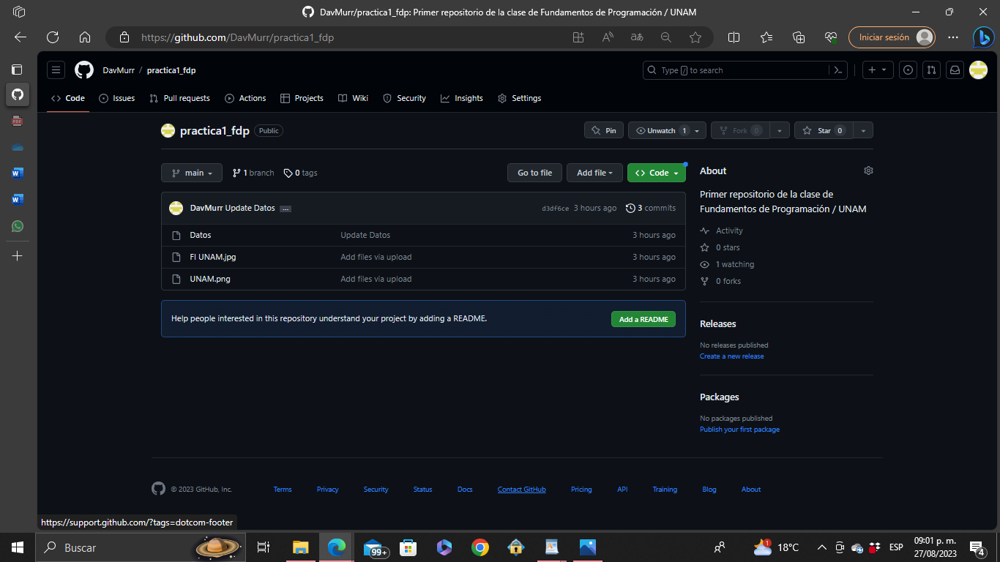 DavMurr/practica1_fdp: Primer repositorio de la clase de Fundamentos de Programación / UNAM
https://github.com/DavMurr/practica1_fdp
Iniciar sesión
DavMurr / practica1_fdp
Type / to search
Code Issues Pull requests Actions Projects Wiki Security Insights Settings
practica1_fdp Public
Pin Unwatch 1 Fork 0 Star 0
main 1 branch 0 tags
Go to file Add file Code
DavMurr Update Datos ...
d3df6ce 3 hours ago 3 commits
Datos Update Datos 3 hours ago
FI UNAM.jpg Add files via upload 3 hours ago
UNAM.png Add files via upload 3 hours ago
Help people interested in this repository understand your project by adding a README.
Add a README
About
Primer repositorio de la clase de
Fundamentos de Programación / UNAM
Activity
0 stars
1 watching
0 forks
Releases
No releases published
Create a new release
Packages
No packages published
Publish your first package
© 2023 GitHub, Inc. Terms Privacy Security Status Docs Contact GitHub Pricing API Training Blog About
https://support.github.com/?tags=dotcom-footer
Buscar
99+
1
18°C
ESP
09:01 p. m.
27/08/2023
4